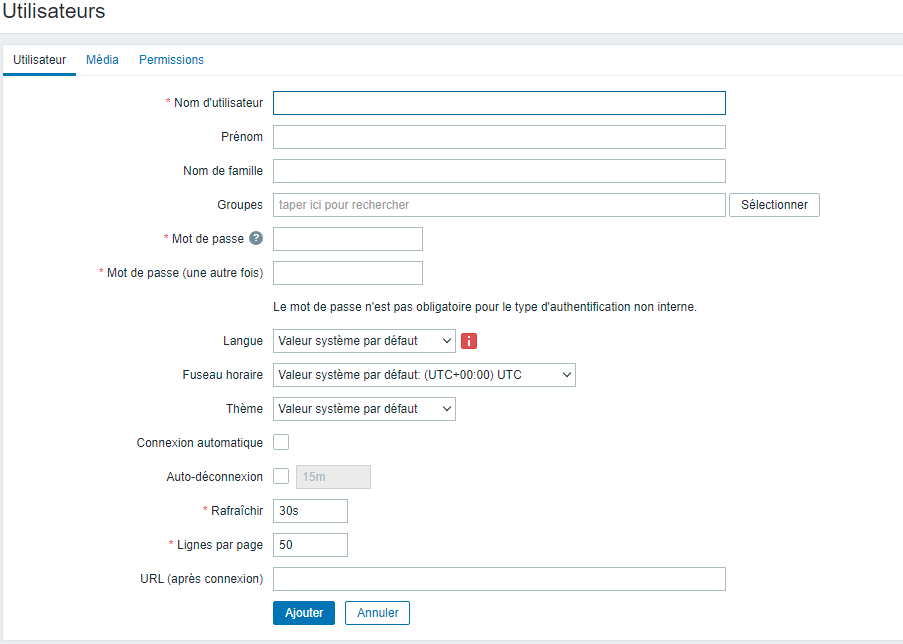 Utilisateurs
Utilisateur Média Permissions
* Nom d'utilisateur
Prénom
Nom de famille
Groupes taper ici pour rechercher Sélectionner
* Mot de passe ?
* Mot de passe (une autre fois)
Le mot de passe n'est pas obligatoire pour le type d'authentification non interne.
Langue Valeur système par défaut i
Fuseau horaire Valeur système par défaut: (UTC+00:00) UTC
Thème Valeur système par défaut
Connexion automatique
Auto-déconnexion 15m
* Rafraîchir 30s
* Lignes par page 50
URL (après connexion)
Ajouter Annuler